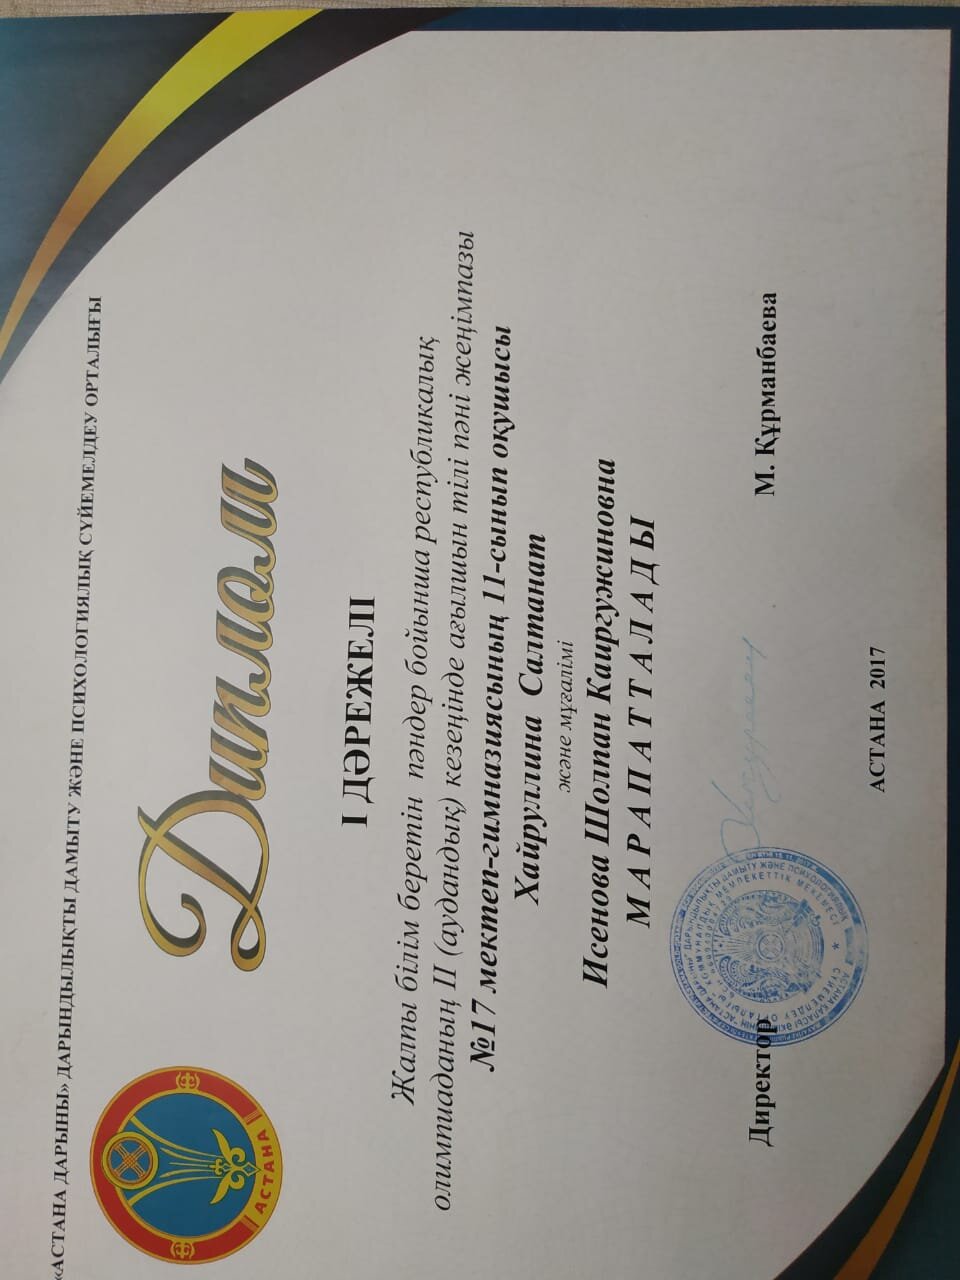 «АСТАНА ДАРЫНЫ» ДАРЫНДЫЛЫҚТЫ ДАМЫТУ ЖӘНЕ ПСИХОЛОГИЯЛЫҚ СҮЙЕМЕЛДЕУ ОРТАЛЫҒЫ
АСТАНА
Диплом
І ДӘРЕЖЕЛІ
Жалпы білім беретін пәндер бойынша республикалық
олимпиаданың ІІ (аудандық) кезеңінде ағылшын тілі пәні жеңімпазы
№17 мектеп-гимназиясының 11-сынып оқушысы
Хайруллина Салтанат
және мұғалімі
Исенова Шолпан Каиргужиновна
МАРАПАТТАЛАДЫ
Директор
М. Құрманбаева
АСТАНА 2017